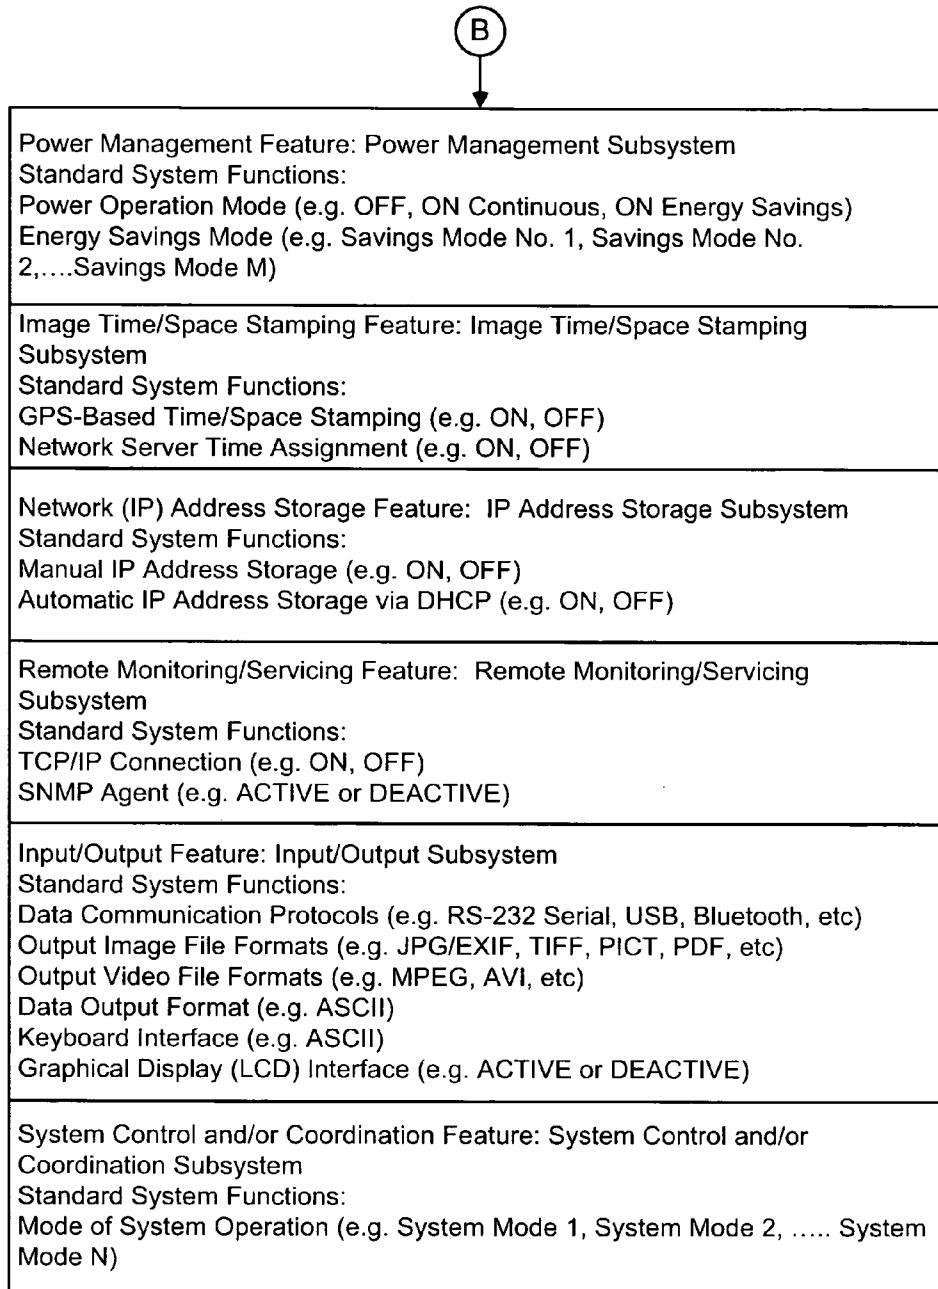 B
Power Management Feature: Power Management Subsystem
Standard System Functions:
Power Operation Mode (e.g. OFF, ON Continuous, ON Energy Savings)
Energy Savings Mode (e.g. Savings Mode No. 1, Savings Mode No.
2,....Savings Mode M)
Image Time/Space Stamping Feature: Image Time/Space Stamping
Subsystem
Standard System Functions:
GPS-Based Time/Space Stamping (e.g. ON, OFF)
Network Server Time Assignment (e.g. ON, OFF)
Network (IP) Address Storage Feature: IP Address Storage Subsystem
Standard System Functions:
Manual IP Address Storage (e.g. ON, OFF)
Automatic IP Address Storage via DHCP (e.g. ON, OFF)
Remote Monitoring/Servicing Feature: Remote Monitoring/Servicing
Subsystem
Standard System Functions:
TCP/IP Connection (e.g. ON, OFF)
SNMP Agent (e.g. ACTIVE or DEACTIVE)
Input/Output Feature: Input/Output Subsystem
Standard System Functions:
Data Communication Protocols (e.g. RS-232 Serial, USB, Bluetooth, etc)
Output Image File Formats (e.g. JPG/EXIF, TIFF, PICT, PDF, etc)
Output Video File Formats (e.g. MPEG, AVI, etc)
Data Output Format (e.g. ASCII)
Keyboard Interface (e.g. ASCII)
Graphical Display (LCD) Interface (e.g. ACTIVE or DEACTIVE)
System Control and/or Coordination Feature: System Control and/or
Coordination Subsystem
Standard System Functions:
Mode of System Operation (e.g. System Mode 1, System Mode 2, ..... System
Mode N)